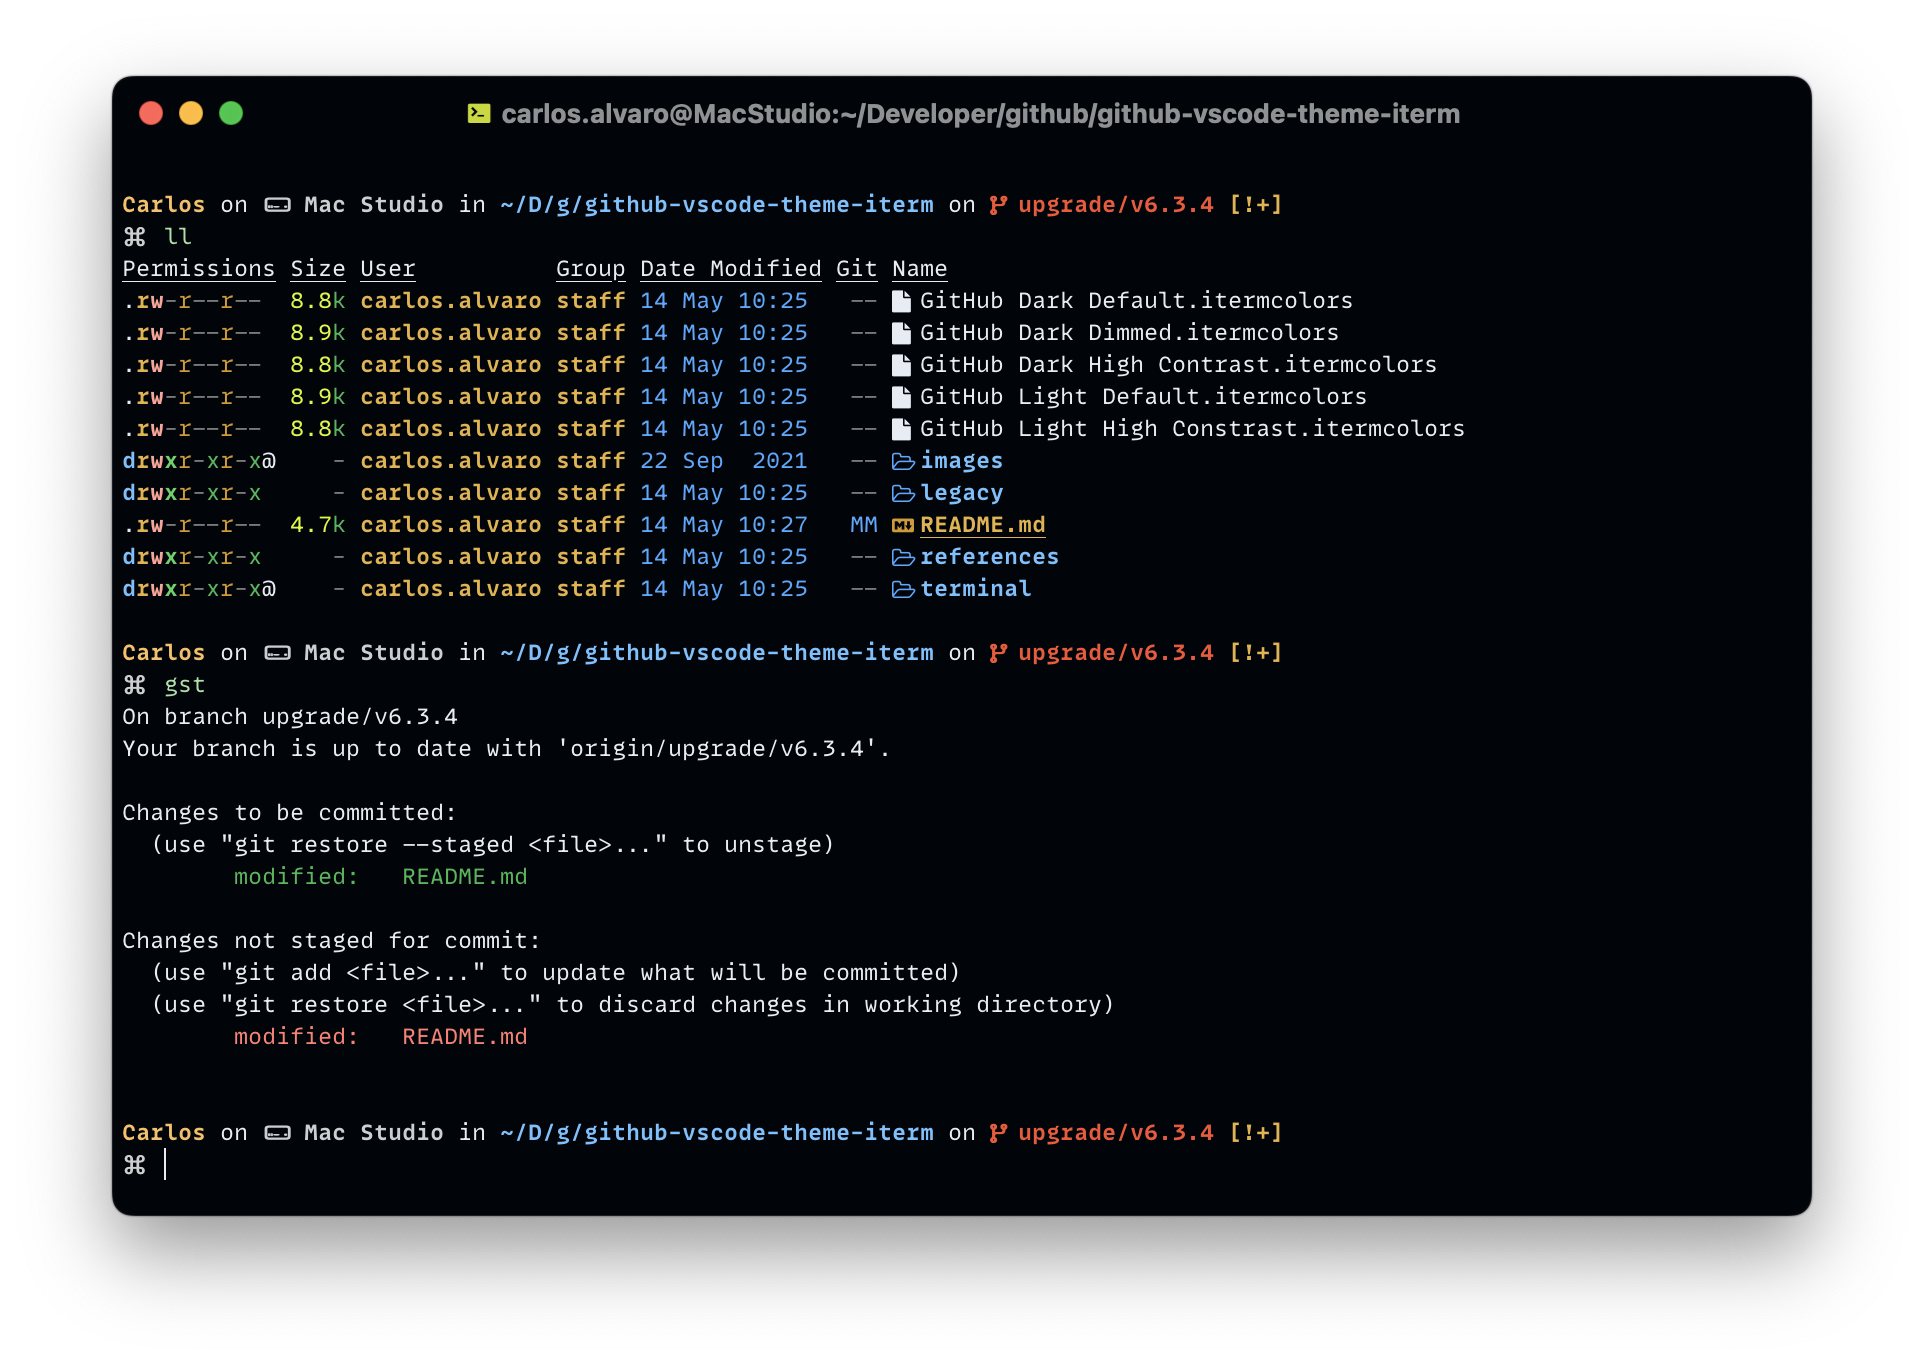 carlos.alvaro@MacStudio:~/Developer/github/github-vscode-theme-iterm
Carlos on Mac Studio in ~/D/g/github-vscode-theme-iterm on upgrade/v6.3.4 [!+]
⌘ ll
Permissions Size User Group Date Modified Git Name
.rw-r--r-- 8.8k carlos.alvaro staff 14 May 10:25 -- GitHub Dark Default.itermcolors
.rw-r--r-- 8.9k carlos.alvaro staff 14 May 10:25 -- GitHub Dark Dimmed.itermcolors
.rw-r--r-- 8.8k carlos.alvaro staff 14 May 10:25 -- GitHub Dark High Contrast.itermcolors
.rw-r--r-- 8.9k carlos.alvaro staff 14 May 10:25 -- GitHub Light Default.itermcolors
.rw-r--r-- 8.8k carlos.alvaro staff 14 May 10:25 -- GitHub Light High Constrast.itermcolors
drwxr-xr-x@ - carlos.alvaro staff 22 Sep 2021 -- images
drwxr-xr-x - carlos.alvaro staff 14 May 10:25 -- legacy
.rw-r--r-- 4.7k carlos.alvaro staff 14 May 10:27 MM README.md
drwxr-xr-x - carlos.alvaro staff 14 May 10:25 -- references
drwxr-xr-x@ - carlos.alvaro staff 14 May 10:25 -- terminal
Carlos on Mac Studio in ~/D/g/github-vscode-theme-iterm on upgrade/v6.3.4 [!+]
⌘ gst
On branch upgrade/v6.3.4
Your branch is up to date with 'origin/upgrade/v6.3.4'.
Changes to be committed:
(use "git restore --staged <file>..." to unstage)
modified: README.md
Changes not staged for commit:
(use "git add <file>..." to update what will be committed)
(use "git restore <file>..." to discard changes in working directory)
modified: README.md
Carlos on Mac Studio in ~/D/g/github-vscode-theme-iterm on upgrade/v6.3.4 [!+]
⌘